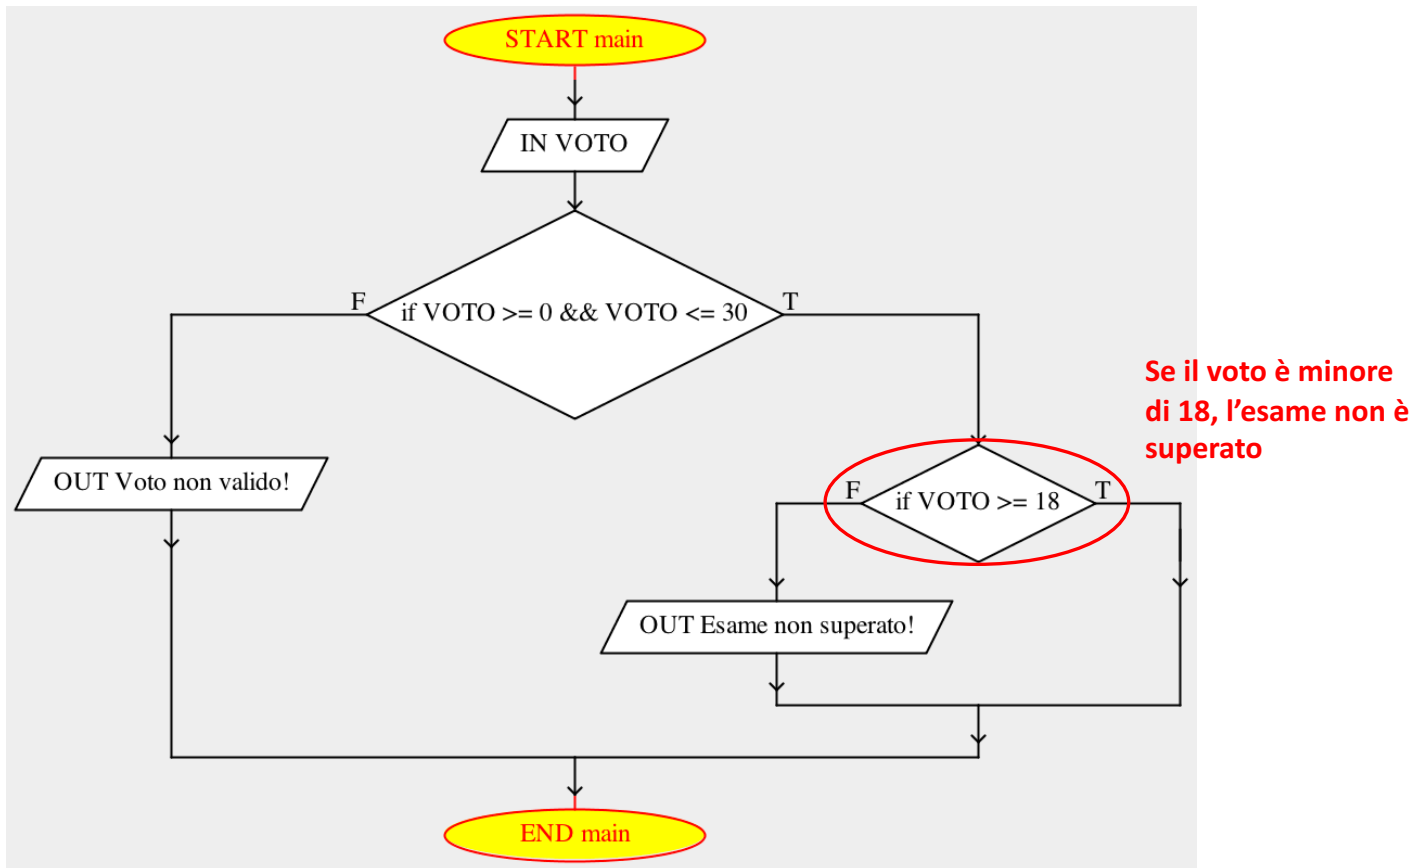 START main
IN VOTO
F
if VOTO >= 0 && VOTO <= 30
T
Se il voto è minore
di 18, l’esame non è
superato
OUT Voto non valido!
F
if VOTO >= 18
T
OUT Esame non superato!
END main